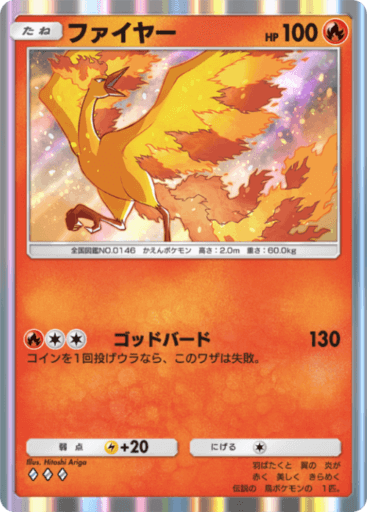 たね ファイヤー HP 100
全国図鑑NO.0146 かえんポケモン 高さ：2.0m 重さ：60.0kg
ゴッドバード 130
コインを1回投げウラなら、このワザは失敗。
弱点 +20 にげる
Illus. Hitoshi Ariga
羽ばたくと 翼の 炎が
赤く 美しく きらめく
伝説の 鳥ポケモンの 1匹。